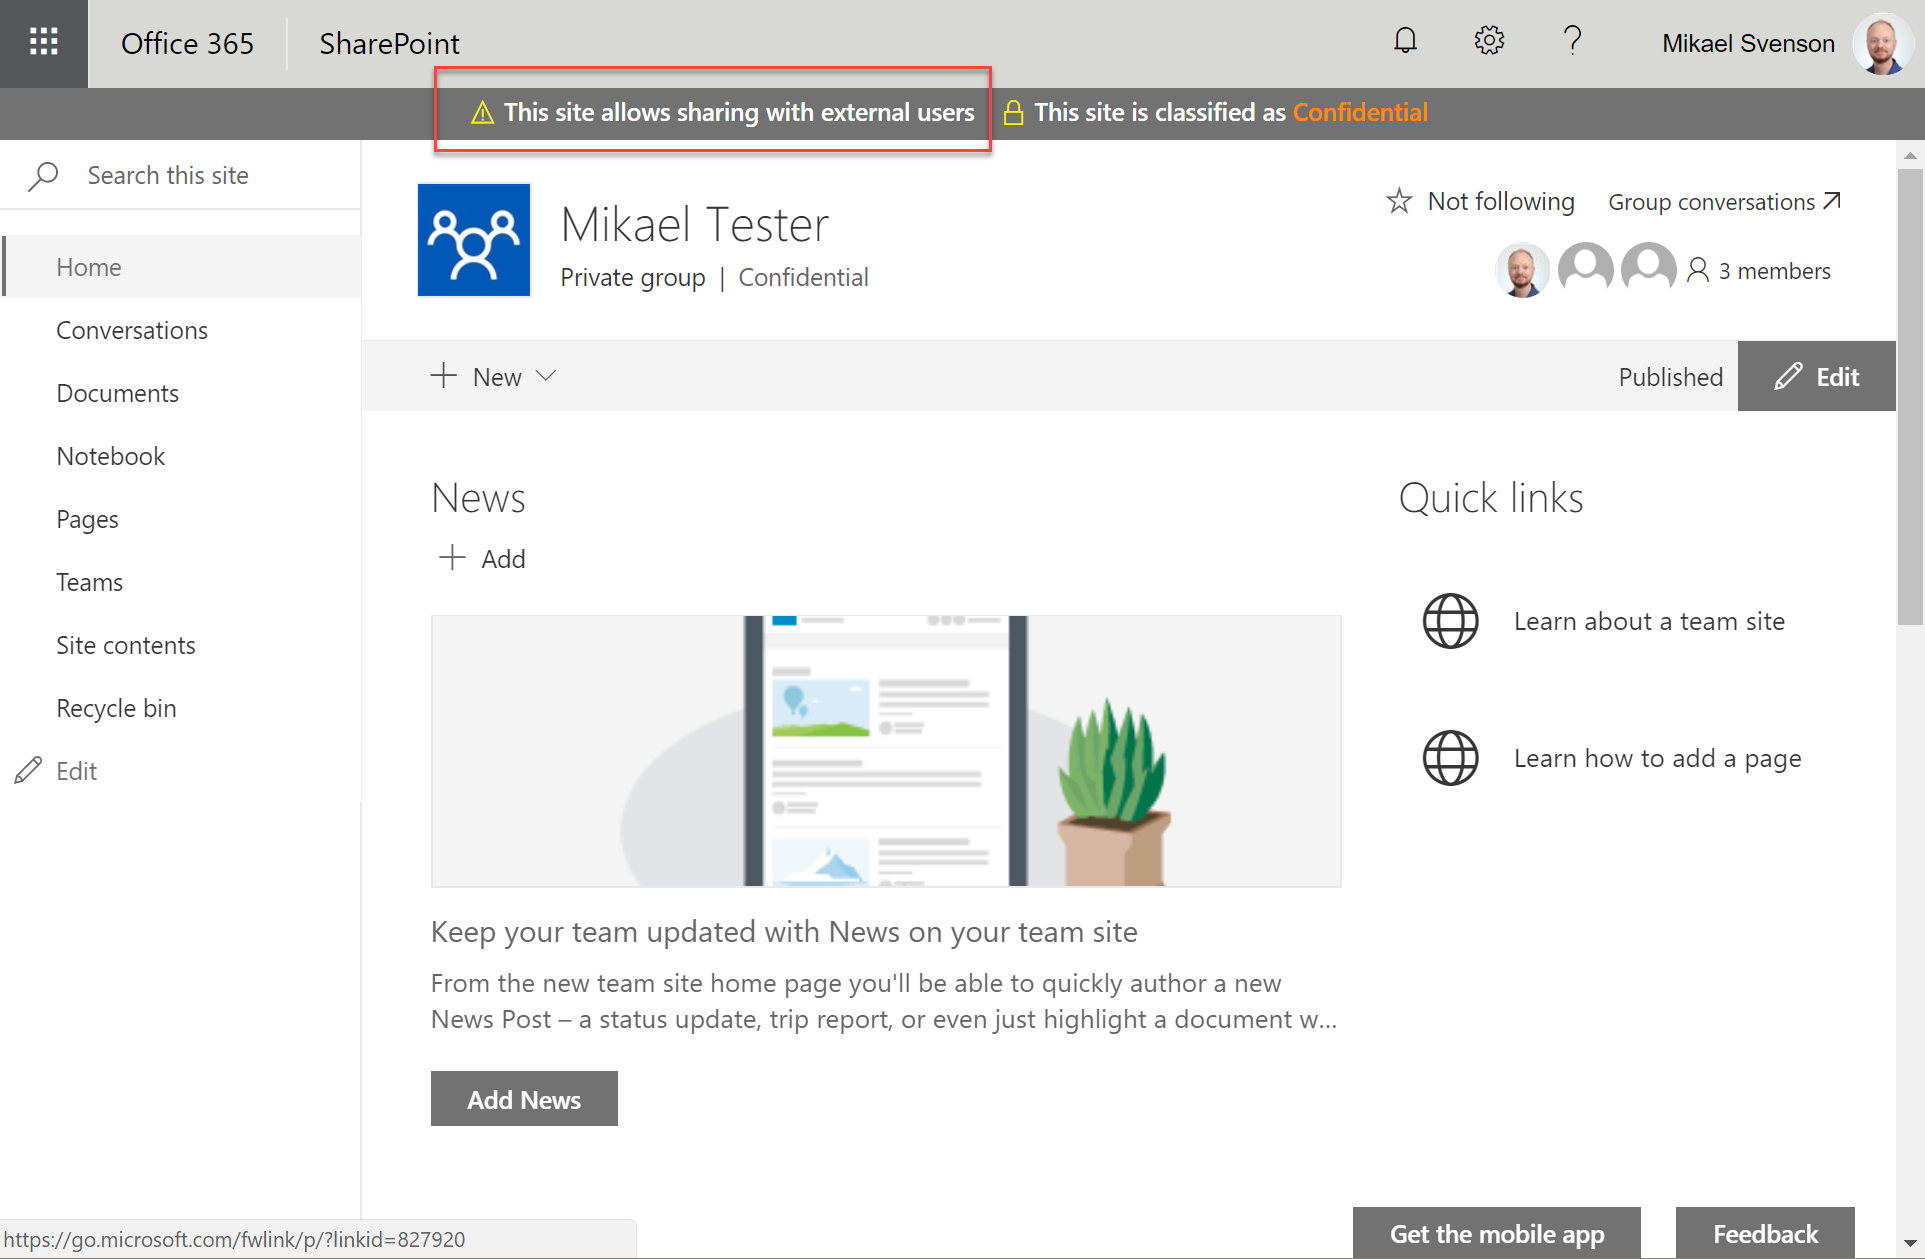 Office 365
SharePoint
Mikael Svenson
This site allows sharing with external users
This site is classified as Confidential
Search this site
Home
Conversations
Documents
Notebook
Pages
Teams
Site contents
Recycle bin
Edit
Mikael Tester
Private group | Confidential
Not following
Group conversations
3 members
New
Published
Edit
News
Add
Keep your team updated with News on your team site
From the new team site home page you'll be able to quickly author a new
News Post – a status update, trip report, or even just highlight a document w...
Add News
Quick links
Learn about a team site
Learn how to add a page
Get the mobile app
Feedback
https://go.microsoft.com/fwlink/p/?linkid=827920